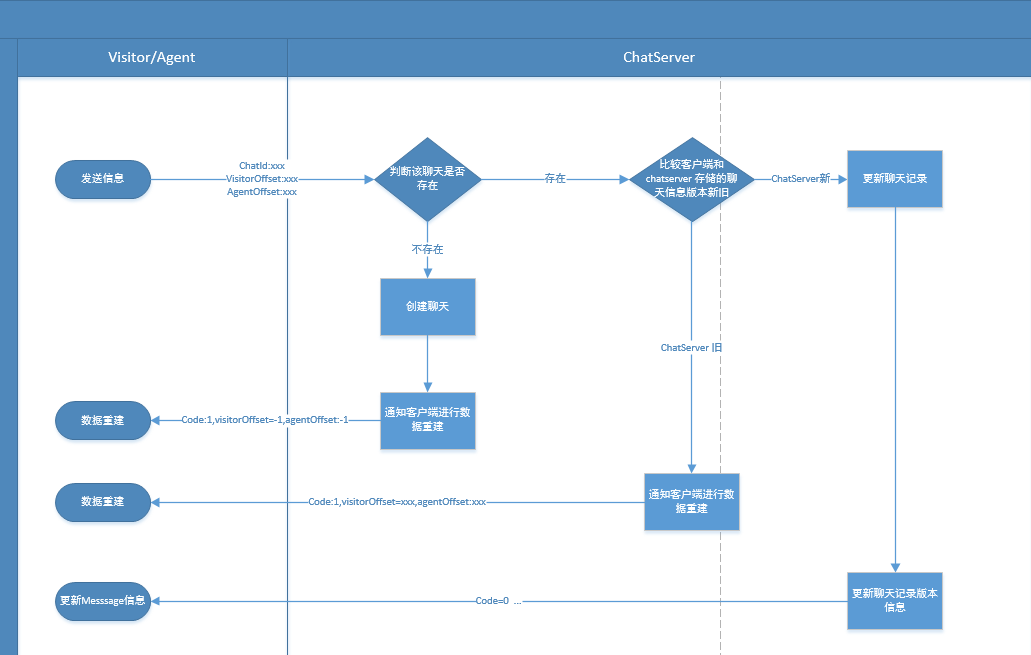 Visitor/Agent
ChatServer
发送信息
ChatId:xxx
VisitorOffset:xxx
AgentOffset:xxx
判断该聊天是否
存在
存在
比较客户端和
chatserver 存储的聊
天信息版本新旧
ChatServer新
更新聊天记录
不存在
创建聊天
ChatServer 旧
数据重建
Code:1,visitorOffset=-1,agentOffset:-1
通知客户端进行数
据重建
数据重建
Code:1,visitorOffset=xxx,agentOffset:xxx
通知客户端进行数
据重建
更新Messsage信息
Code=0 ...
更新聊天记录版本
信息